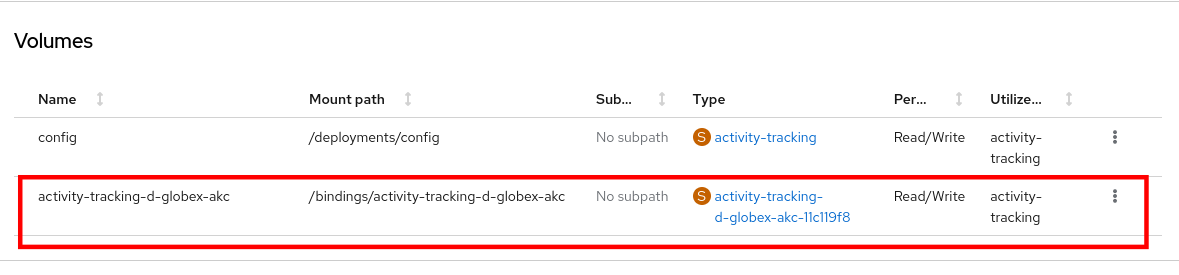 Volumes
Name Mount path Sub... Type Per... Utilize...
config /deployments/config No subpath S activity-tracking Read/Write activity-
tracking
activity-tracking-d-globex-akc /bindings/activity-tracking-d-globex-akc No subpath S activity-tracking- Read/Write activity-
d-globex-akc-11c119f8 tracking